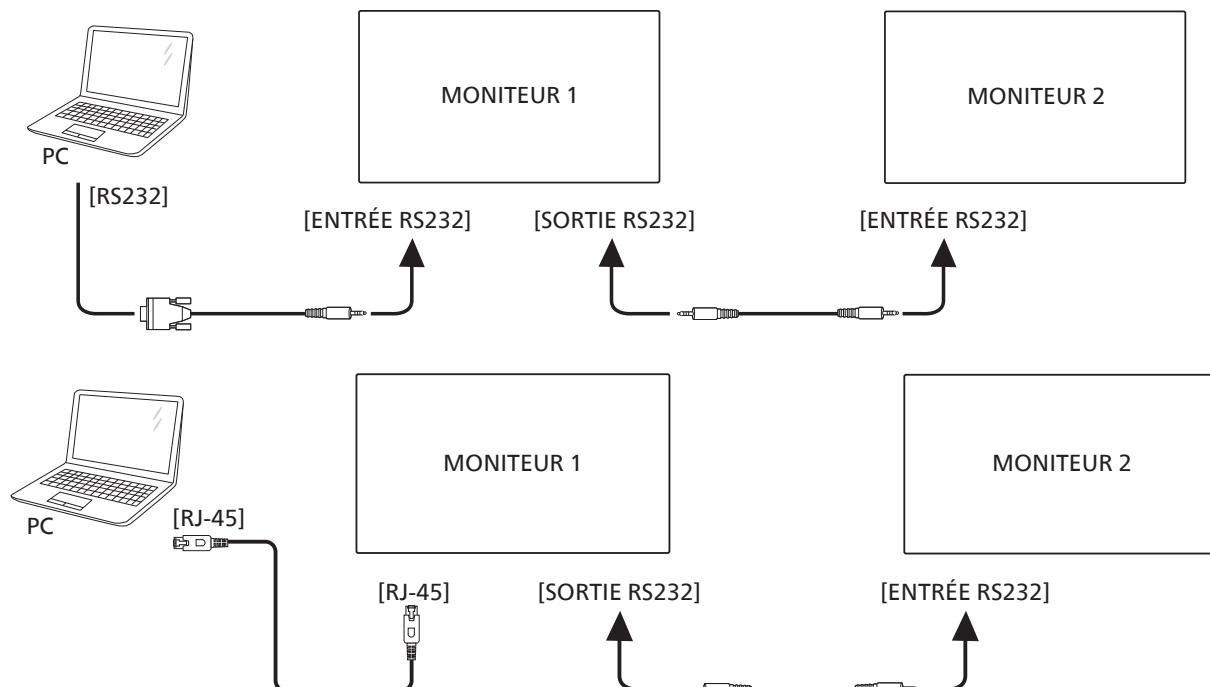 MONITEUR 1
MONITEUR 2
PC
[RS232]
[ENTRÉE RS232]
[SORTIE RS232]
[ENTRÉE RS232]
MONITEUR 1
MONITEUR 2
PC
[RJ-45]
[RJ-45]
[SORTIE RS232]
[ENTRÉE RS232]